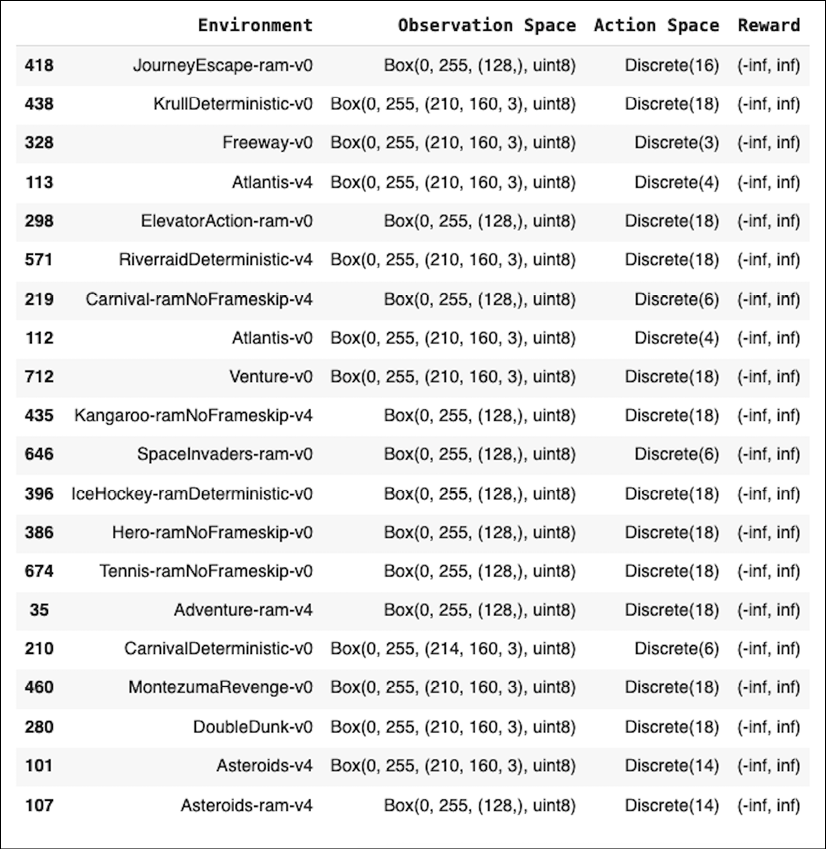 Environment Observation Space Action Space Reward
418 JourneyEscape-ram-v0 Box(0, 255, (128,), uint8) Discrete(16) (-inf, inf)
438 KrullDeterministic-v0 Box(0, 255, (210, 160, 3), uint8) Discrete(18) (-inf, inf)
328 Freeway-v0 Box(0, 255, (210, 160, 3), uint8) Discrete(3) (-inf, inf)
113 Atlantis-v4 Box(0, 255, (210, 160, 3), uint8) Discrete(4) (-inf, inf)
298 ElevatorAction-ram-v0 Box(0, 255, (128,), uint8) Discrete(18) (-inf, inf)
571 RiverraidDeterministic-v4 Box(0, 255, (210, 160, 3), uint8) Discrete(18) (-inf, inf)
219 Carnival-ramNoFrameskip-v4 Box(0, 255, (128,), uint8) Discrete(6) (-inf, inf)
112 Atlantis-v0 Box(0, 255, (210, 160, 3), uint8) Discrete(4) (-inf, inf)
712 Venture-v0 Box(0, 255, (210, 160, 3), uint8) Discrete(18) (-inf, inf)
435 Kangaroo-ramNoFrameskip-v4 Box(0, 255, (128,), uint8) Discrete(18) (-inf, inf)
646 SpaceInvaders-ram-v0 Box(0, 255, (128,), uint8) Discrete(6) (-inf, inf)
396 IceHockey-ramDeterministic-v0 Box(0, 255, (128,), uint8) Discrete(18) (-inf, inf)
386 Hero-ramNoFrameskip-v0 Box(0, 255, (128,), uint8) Discrete(18) (-inf, inf)
674 Tennis-ramNoFrameskip-v0 Box(0, 255, (128,), uint8) Discrete(18) (-inf, inf)
35 Adventure-ram-v4 Box(0, 255, (128,), uint8) Discrete(18) (-inf, inf)
210 CarnivalDeterministic-v0 Box(0, 255, (214, 160, 3), uint8) Discrete(6) (-inf, inf)
460 MontezumaRevenge-v0 Box(0, 255, (210, 160, 3), uint8) Discrete(18) (-inf, inf)
280 DoubleDunk-v0 Box(0, 255, (210, 160, 3), uint8) Discrete(18) (-inf, inf)
101 Asteroids-v4 Box(0, 255, (210, 160, 3), uint8) Discrete(14) (-inf, inf)
107 Asteroids-ram-v4 Box(0, 255, (128,), uint8) Discrete(14) (-inf, inf)